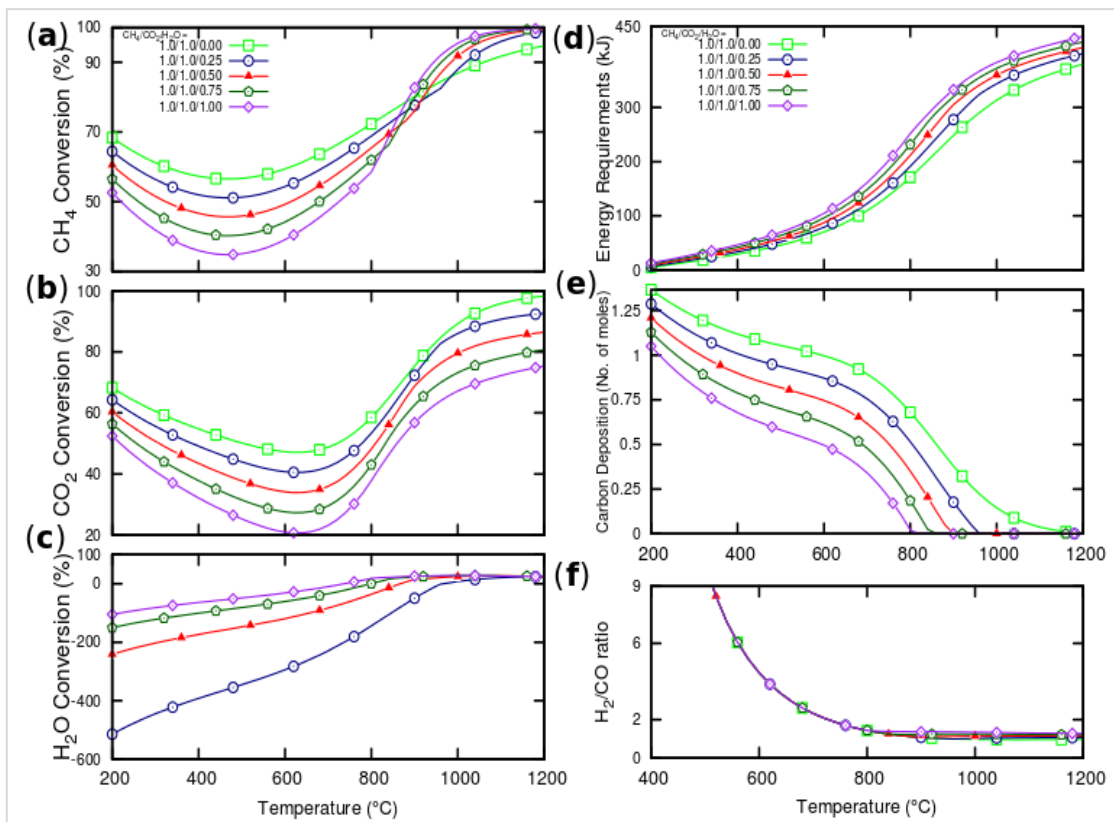 (a)
CH₄ Conversion (%)
100
90
70
50
30
CH₄/CO₂/H₂O=
1.0/1.0/0.00
1.0/1.0/0.25
1.0/1.0/0.50
1.0/1.0/0.75
1.0/1.0/1.00
(b)
CO₂ Conversion (%)
100
80
60
40
20
(c)
H₂O Conversion (%)
100
0
-200
-400
-600
200 400 600 800 1000 1200
Temperature (°C)
(d)
Energy Requirements (kJ)
450
300
200
100
0
CH₄/CO₂/H₂O=
1.0/1.0/0.00
1.0/1.0/0.25
1.0/1.0/0.50
1.0/1.0/0.75
1.0/1.0/1.00
(e)
Carbon Deposition (No. of moles)
1.25
1
0.75
0.5
0.25
0
200 400 600 800 1000 1200
(f)
H₂/CO ratio
9
6
2
0
400 600 800 1000 1200
Temperature (°C)